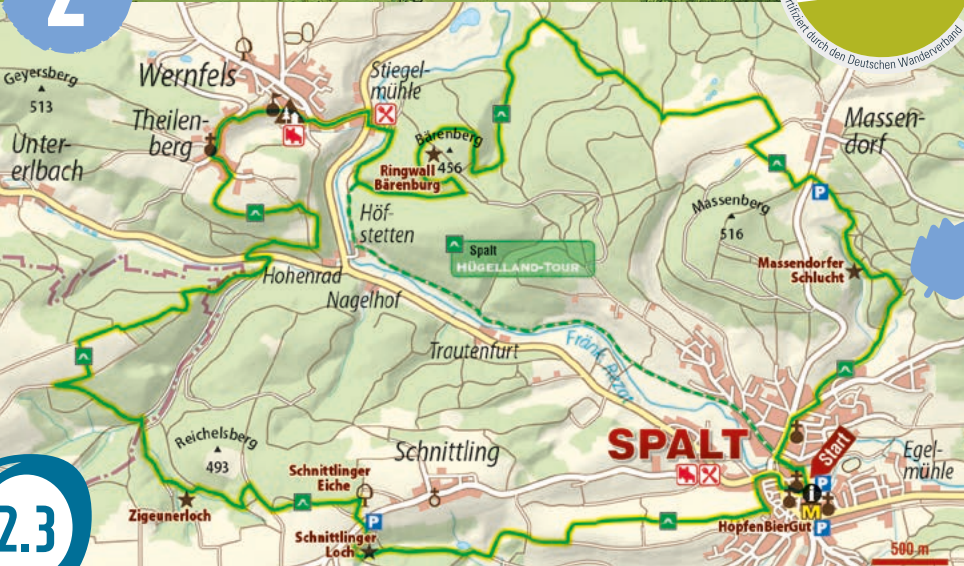 2
rtifiziert durch den Deutschen Wanderverband
Geyersberg
513
Wernfels
Stiegel-
mühle
Theilen-
berg
Unter-
erlbach
Bärenberg
456
Ringwall
Bärenburg
Massen-
dorf
P
Massenberg
516
Höf-
stetten
Spalt
HÜGELLAND-TOUR
Massendorfer
Schlucht
Hohenrad
Nagelhof
Trautenfurt
Fränk. Rezat
Reichelsberg
493
Schnittling
SPALT
Start
Egel-
mühle
Schnittlinger
Eiche
Zigeunerloch
P
Schnittlinger
Loch
P
i
M
HopfenBierGut
P
500 m
2.3